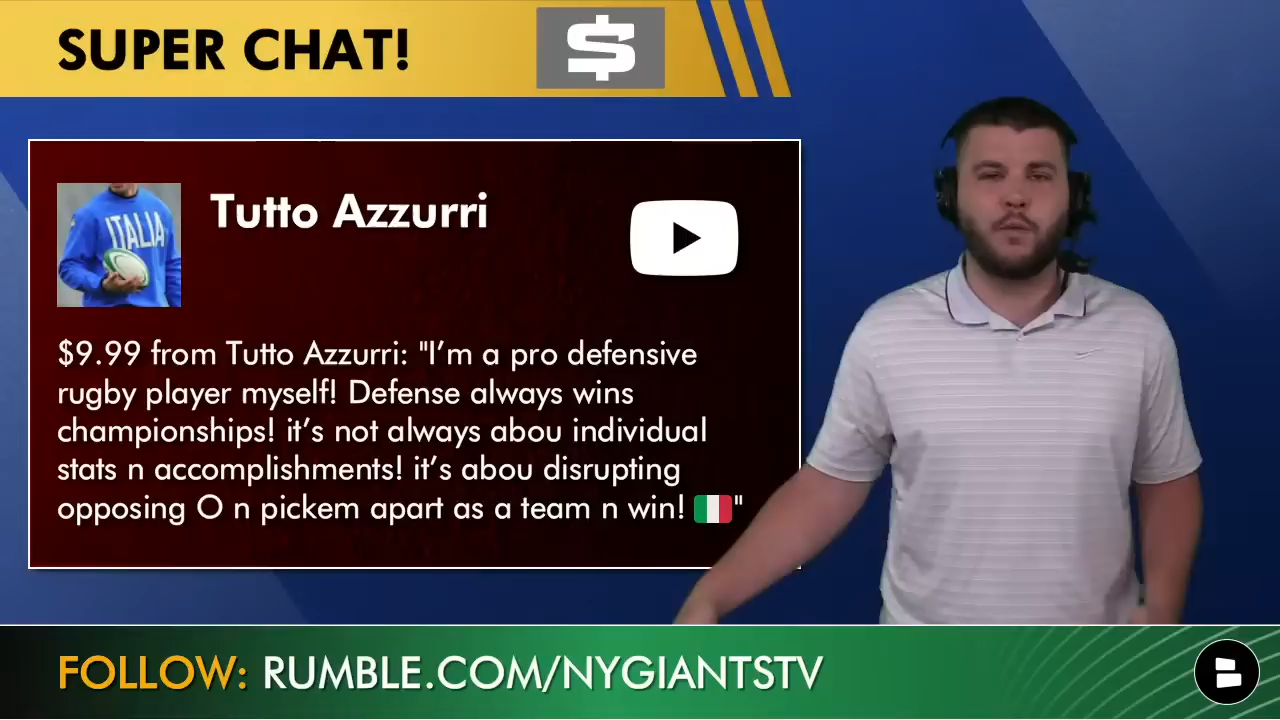 SUPER CHAT!
Tutto Azzurri
ITALIA
$9.99 from Tutto Azzurri: "I’m a pro defensive
rugby player myself! Defense always wins
championships! it’s not always abou individual
stats n accomplishments! it’s abou disrupting
opposing O n pickem apart as a team n win! 🇮🇹"
FOLLOW: RUMBLE.COM/NYGIANTSTV